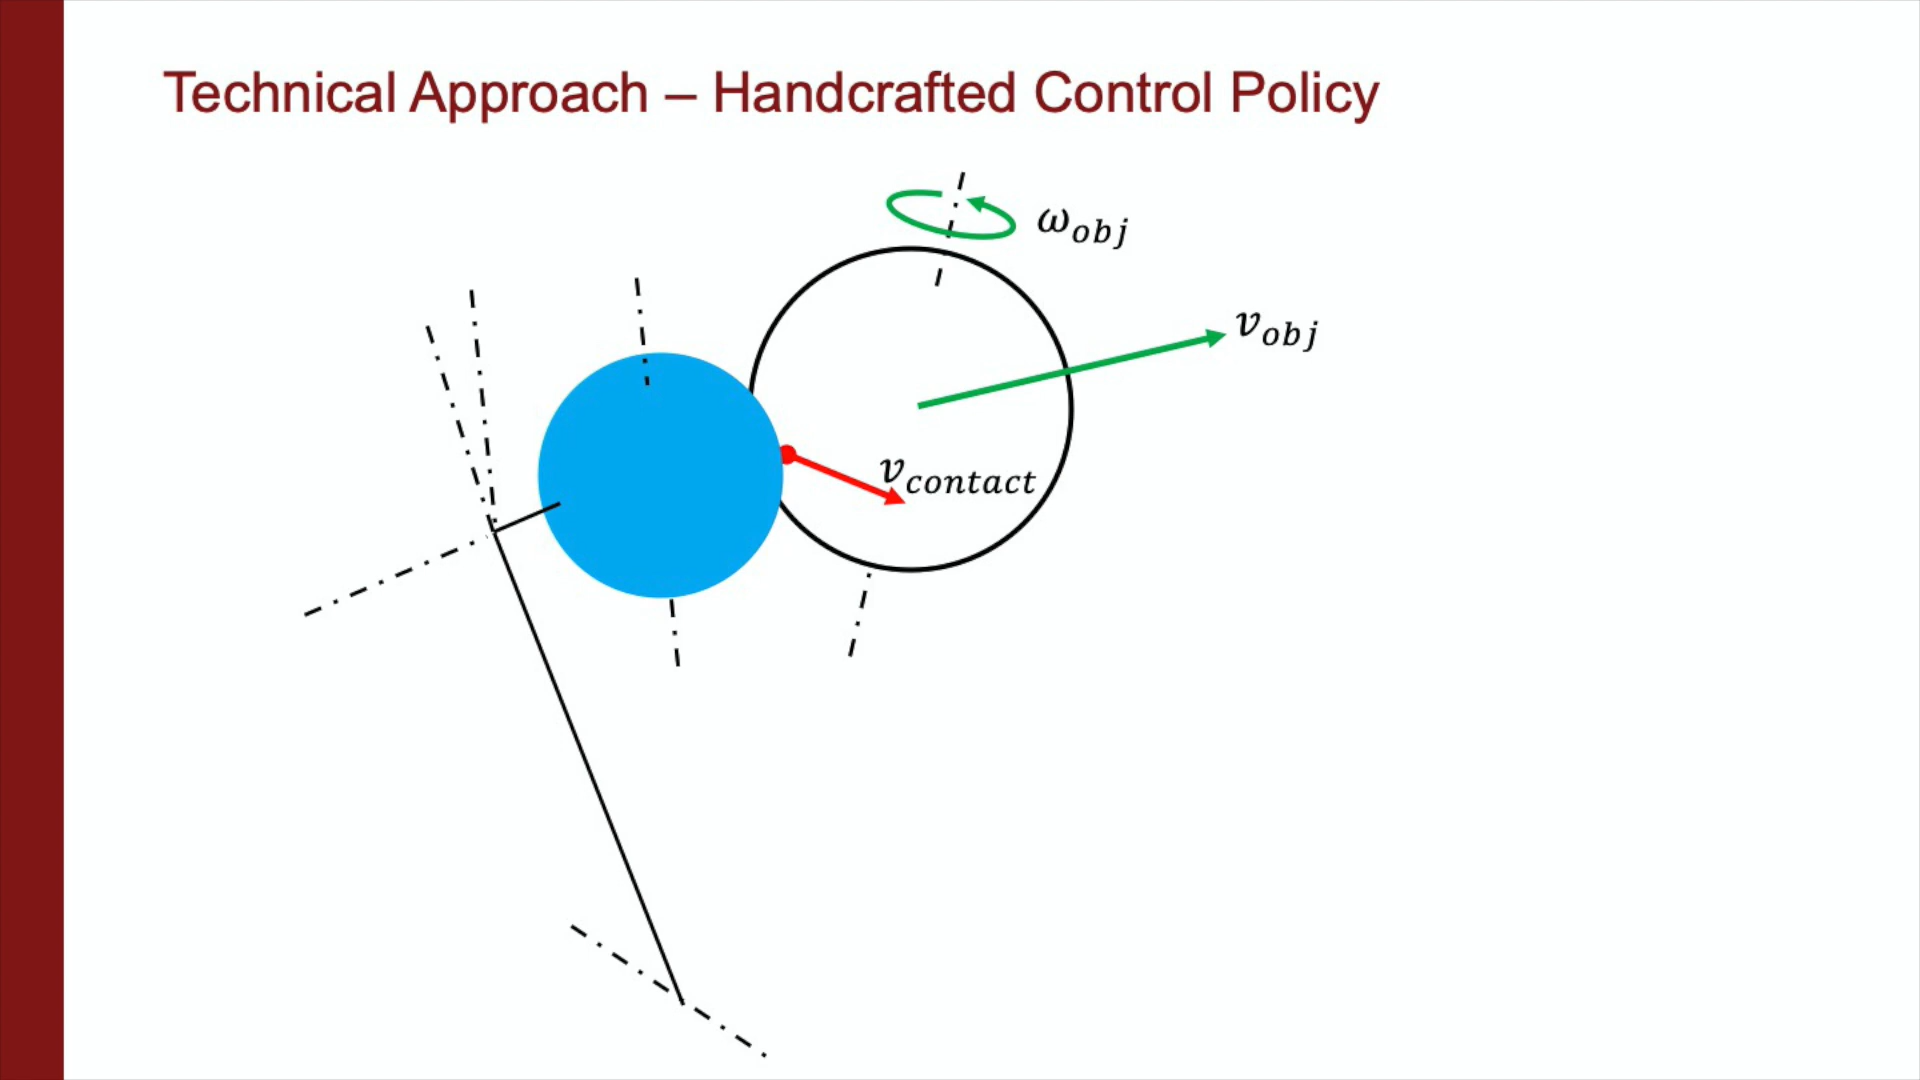 Technical Approach – Handcrafted Control Policy
ω_obj
v_obj
v_contact